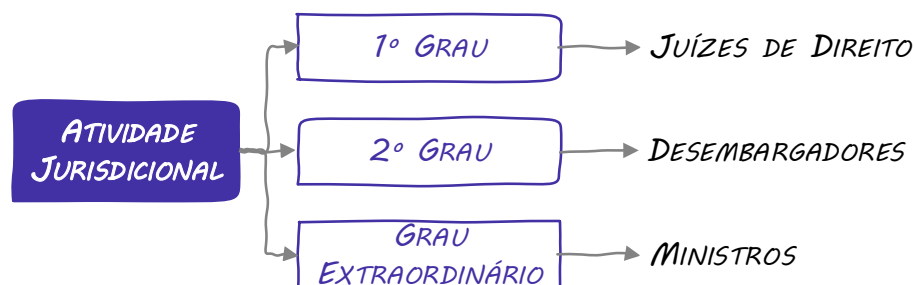 1º GRAU
JUÍZES DE DIREITO
ATIVIDADE
JURISDICIONAL
2º GRAU
DESEMBARGADORES
GRAU
EXTRAORDINÁRIO
MINISTROS